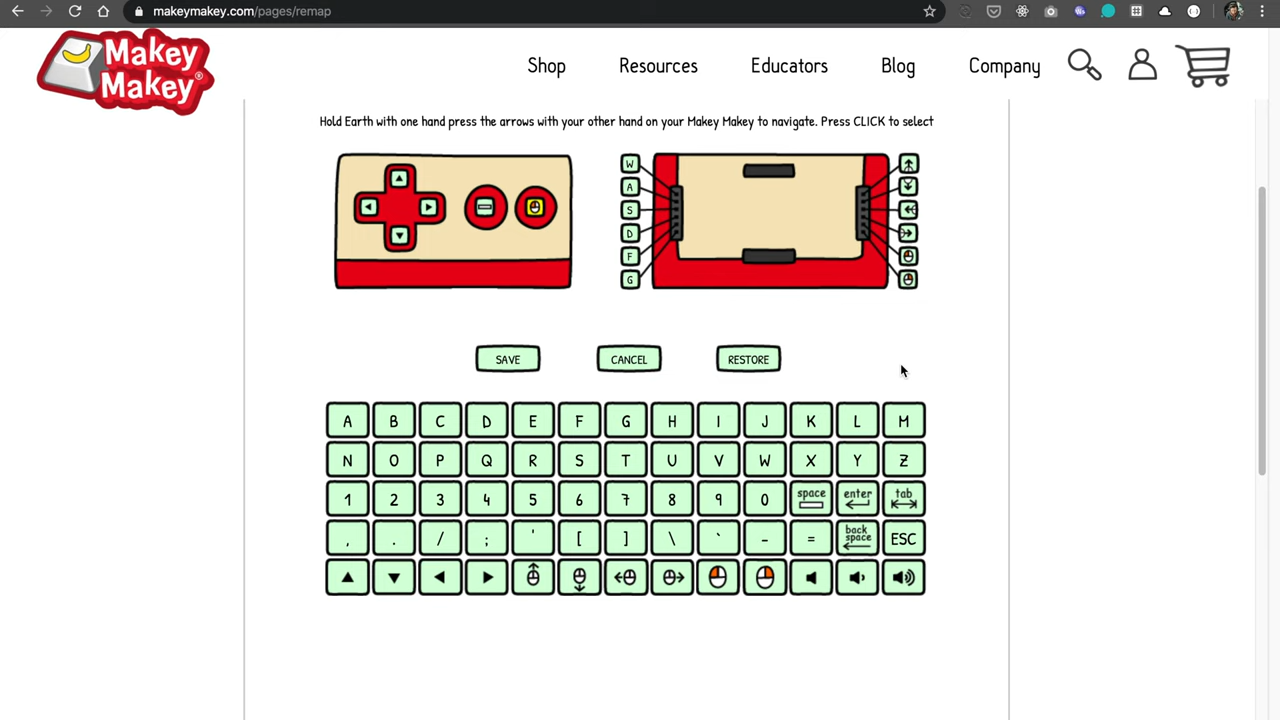 makeymakey.com/pages/remap
Makey
Makey®
Shop Resources Educators Blog Company
Hold Earth with one hand press the arrows with your other hand on your Makey Makey to navigate. Press CLICK to select
W
A
S
D
F
G
SAVE CANCEL RESTORE
A B C D E F G H I J K L M
N O P Q R S T U V W X Y Z
1 2 3 4 5 6 7 8 9 0 space enter tab
, . / ; ' [ ] \ ` - = back space ESC